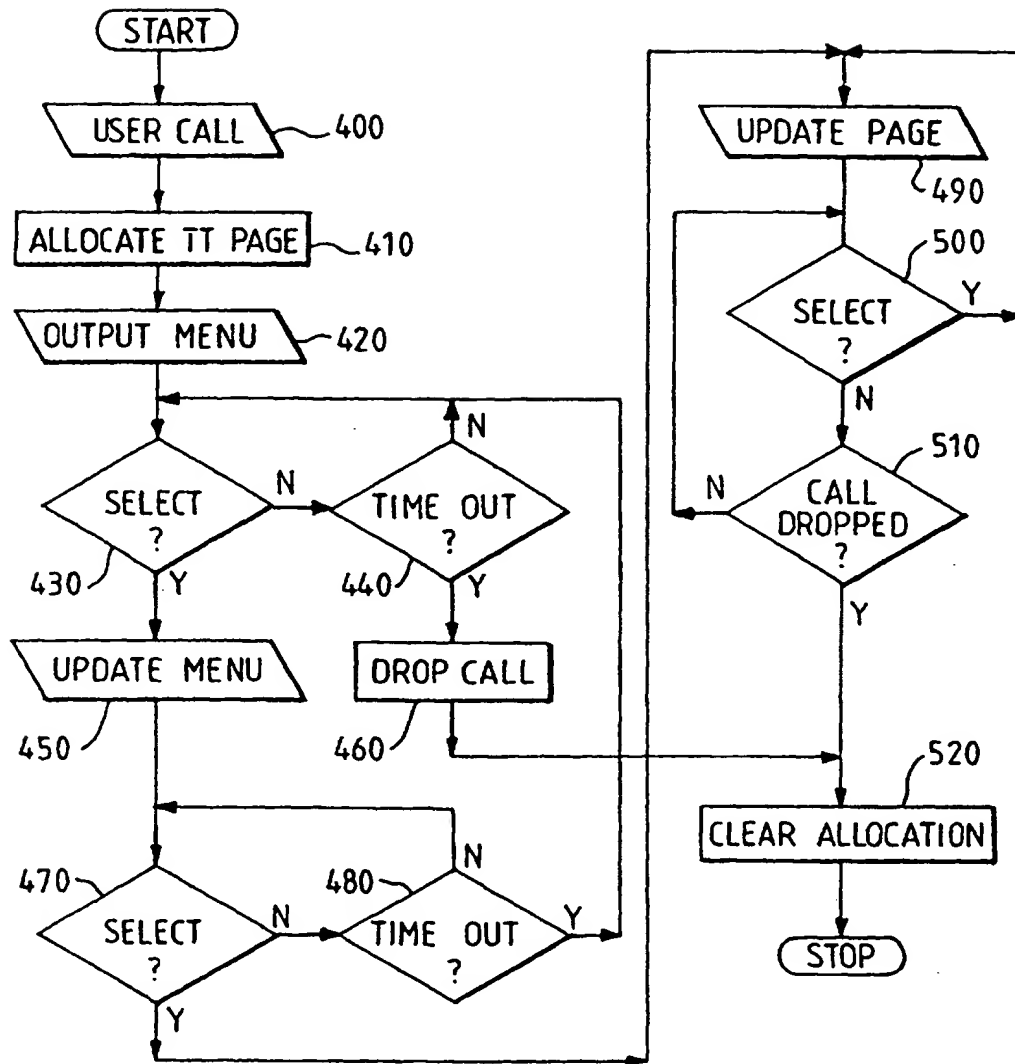 START
USER CALL
400
ALLOCATE TT PAGE
410
OUTPUT MENU
420
SELECT
?
430
N
Y
TIME OUT
?
440
N
Y
UPDATE MENU
450
DROP CALL
460
SELECT
?
470
N
Y
TIME OUT
?
480
N
Y
UPDATE PAGE
490
SELECT
?
500
Y
N
CALL
DROPPED
?
510
N
Y
520
CLEAR ALLOCATION
STOP